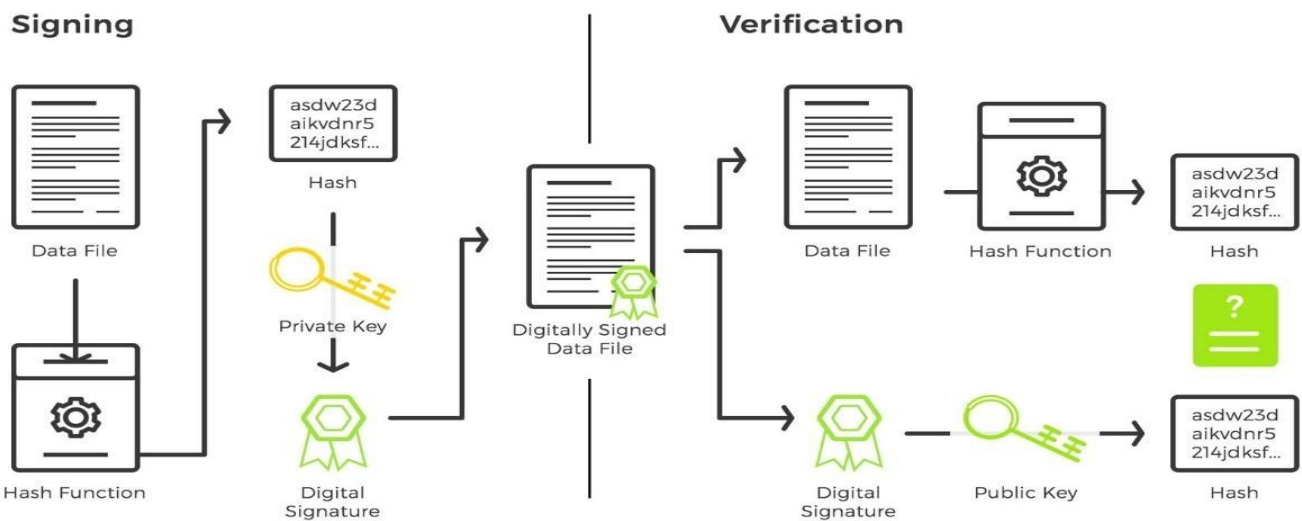 Signing
Verification
asdw23d
aikvdnr5
214jdksf...
Hash
Data File
Private Key
Hash Function
Digital
Signature
Digitally Signed
Data File
Data File
Hash Function
asdw23d
aikvdnr5
214jdksf...
Hash
?
Digital
Signature
Public Key
asdw23d
aikvdnr5
214jdksf...
Hash